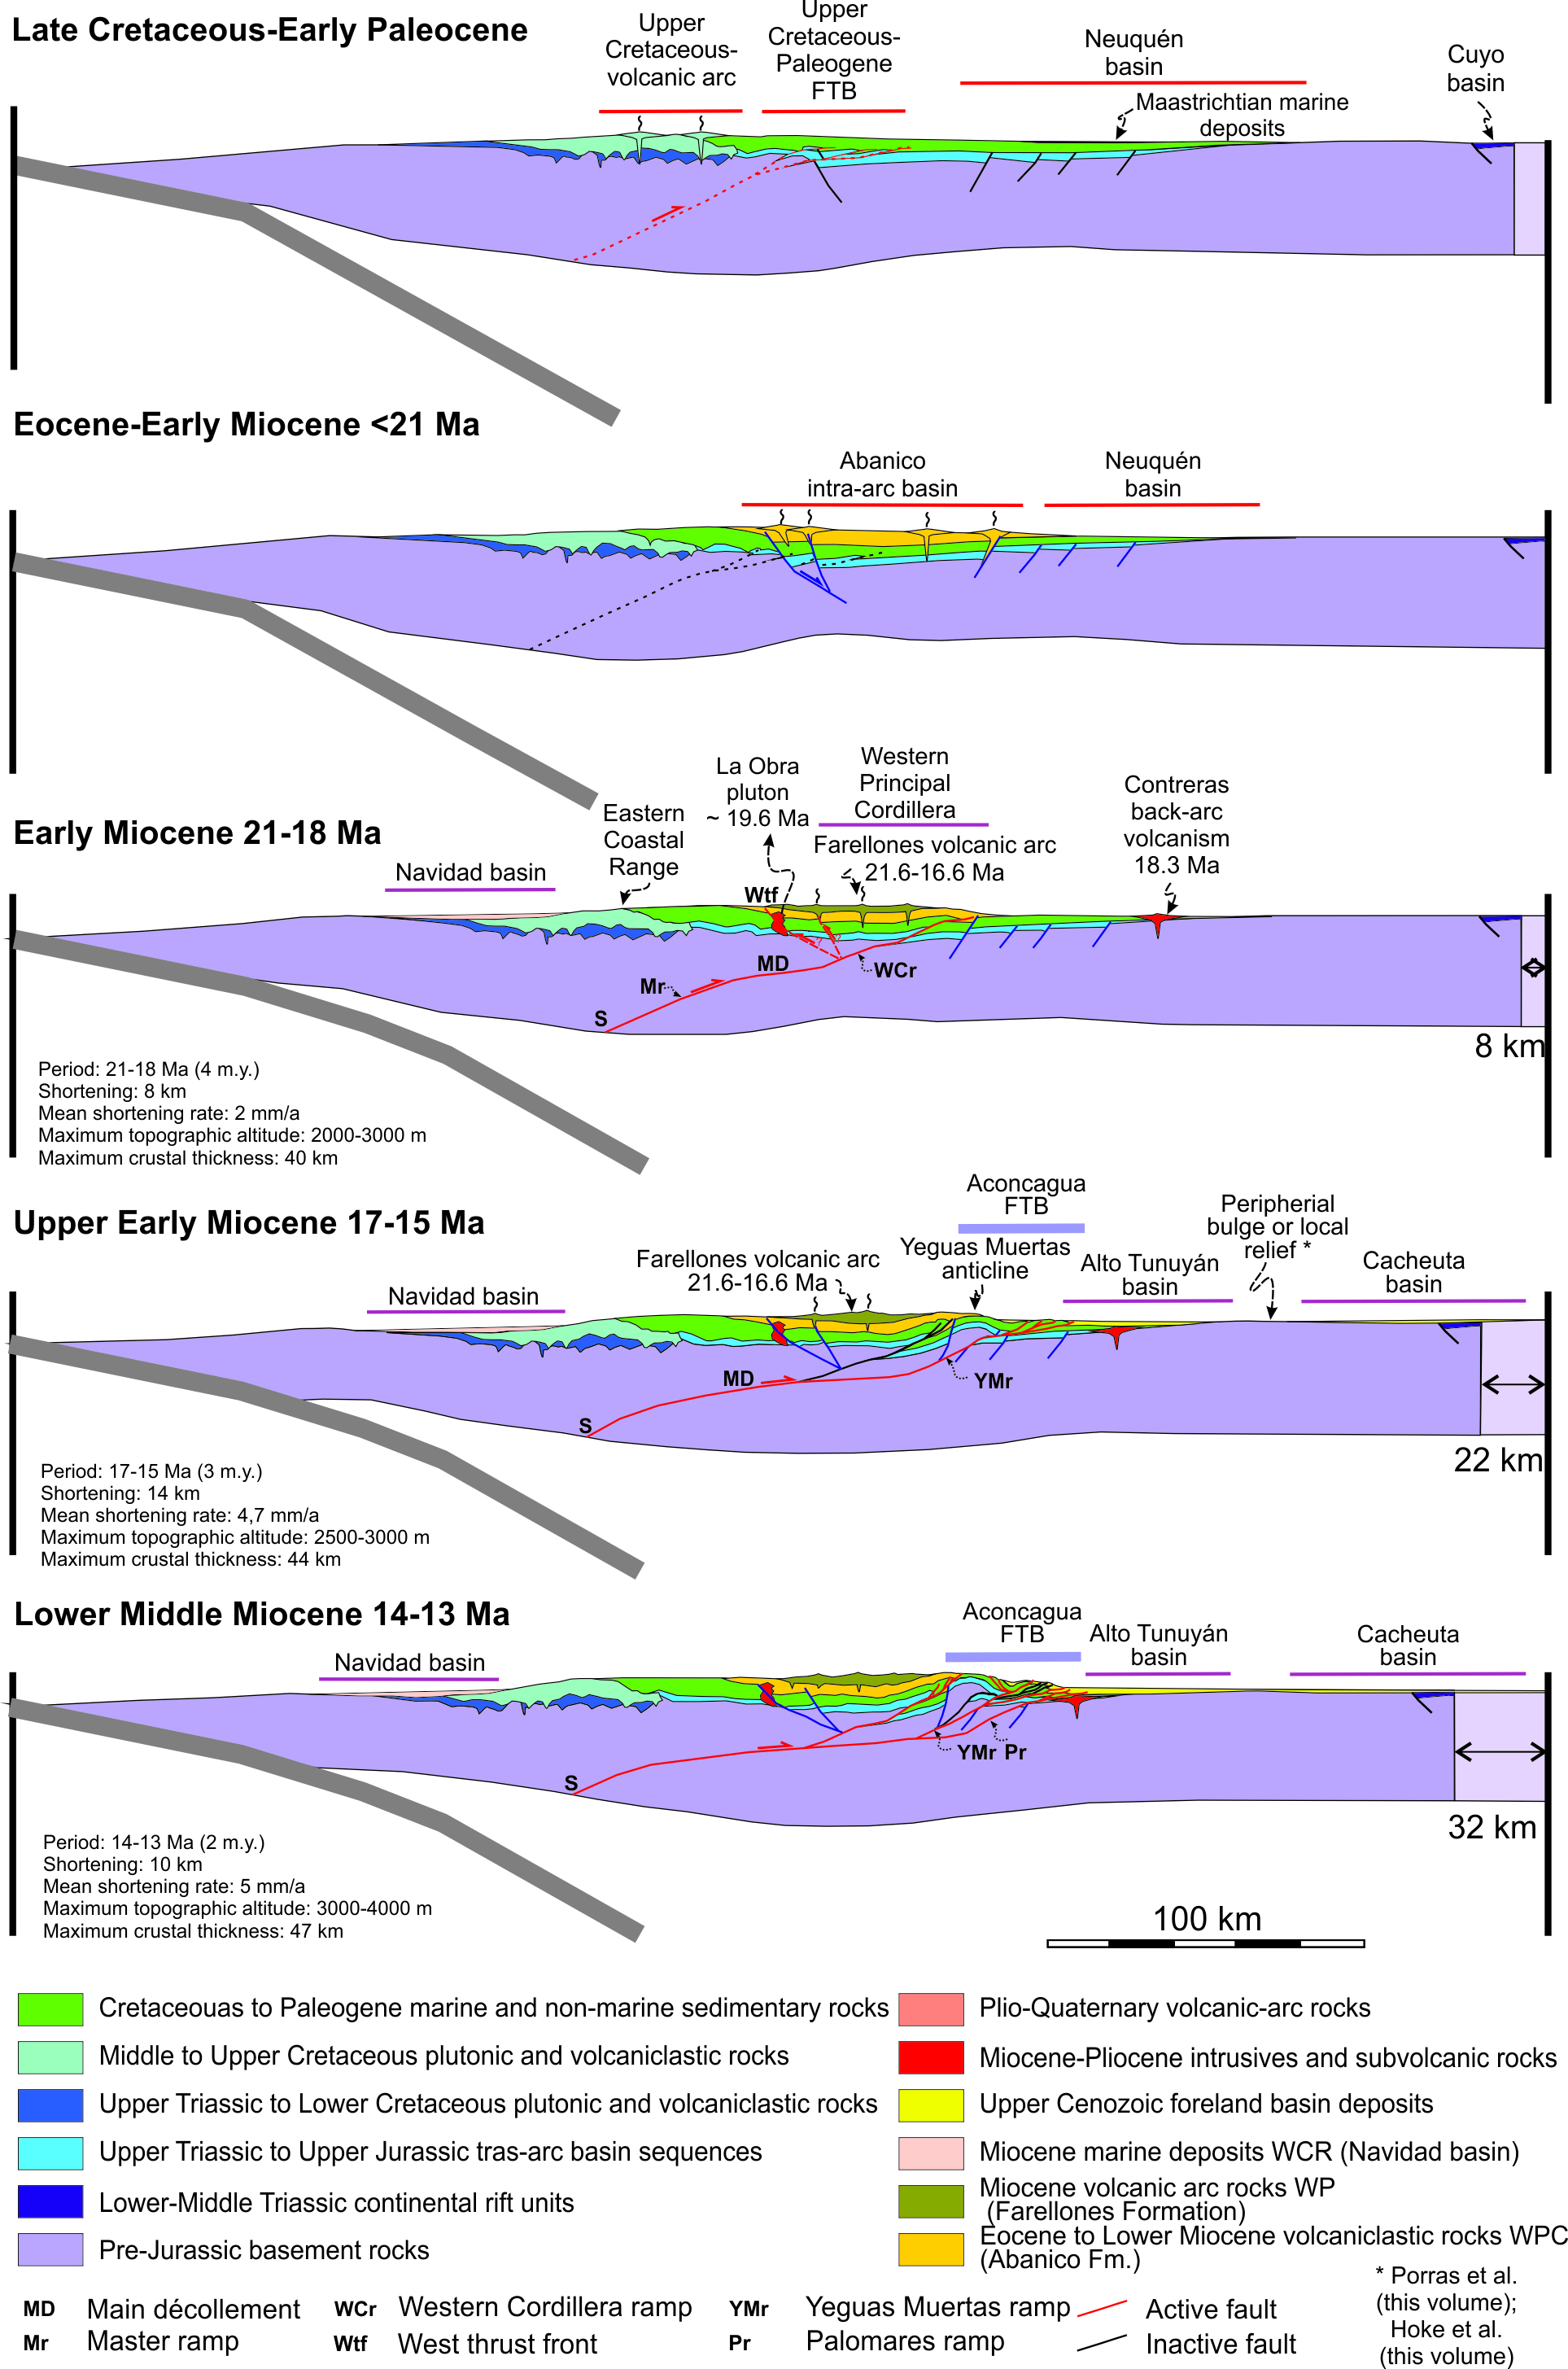 Late Cretaceous-Early Paleocene
Upper
Cretaceous-
volcanic arc
Upper
Cretaceous-
Paleogene
FTB
Neuquén
basin
Cuyo
basin
Maastrichtian marine
deposits
Eocene-Early Miocene <21 Ma
Abanico
intra-arc basin
Neuquén
basin
Early Miocene 21-18 Ma
Navidad basin
Eastern
Coastal
Range
La Obra
pluton
~ 19.6 Ma
Western
Principal
Cordillera
Farellones volcanic arc
21.6-16.6 Ma
Contreras
back-arc
volcanism
18.3 Ma
Wtf
? ?
MD
WCr
Mr
S
8 km
Period: 21-18 Ma (4 m.y.)
Shortening: 8 km
Mean shortening rate: 2 mm/a
Maximum topographic altitude: 2000-3000 m
Maximum crustal thickness: 40 km
Upper Early Miocene 17-15 Ma
Navidad basin
Farellones volcanic arc
21.6-16.6 Ma
Aconcagua
FTB
Yeguas Muertas
anticline
Alto Tunuyán
basin
Peripherial
bulge or local
relief *
Cacheuta
basin
MD
YMr
S
22 km
Period: 17-15 Ma (3 m.y.)
Shortening: 14 km
Mean shortening rate: 4,7 mm/a
Maximum topographic altitude: 2500-3000 m
Maximum crustal thickness: 44 km
Lower Middle Miocene 14-13 Ma
Navidad basin
Aconcagua
FTB
Alto Tunuyán
basin
Cacheuta
basin
YMr Pr
S
32 km
Period: 14-13 Ma (2 m.y.)
Shortening: 10 km
Mean shortening rate: 5 mm/a
Maximum topographic altitude: 3000-4000 m
Maximum crustal thickness: 47 km
100 km
Cretaceouas to Paleogene marine and non-marine sedimentary rocks
Middle to Upper Cretaceous plutonic and volcaniclastic rocks
Upper Triassic to Lower Cretaceous plutonic and volcaniclastic rocks
Upper Triassic to Upper Jurassic tras-arc basin sequences
Lower-Middle Triassic continental rift units
Pre-Jurassic basement rocks
Plio-Quaternary volcanic-arc rocks
Miocene-Pliocene intrusives and subvolcanic rocks
Upper Cenozoic foreland basin deposits
Miocene marine deposits WCR (Navidad basin)
Miocene volcanic arc rocks WP
(Farellones Formation)
Eocene to Lower Miocene volcaniclastic rocks WPC
(Abanico Fm.)
MD Main décollement
Mr Master ramp
WCr Western Cordillera ramp
Wtf West thrust front
YMr Yeguas Muertas ramp
Pr Palomares ramp
Active fault
Inactive fault
* Porras et al.
(this volume);
Hoke et al.
(this volume)